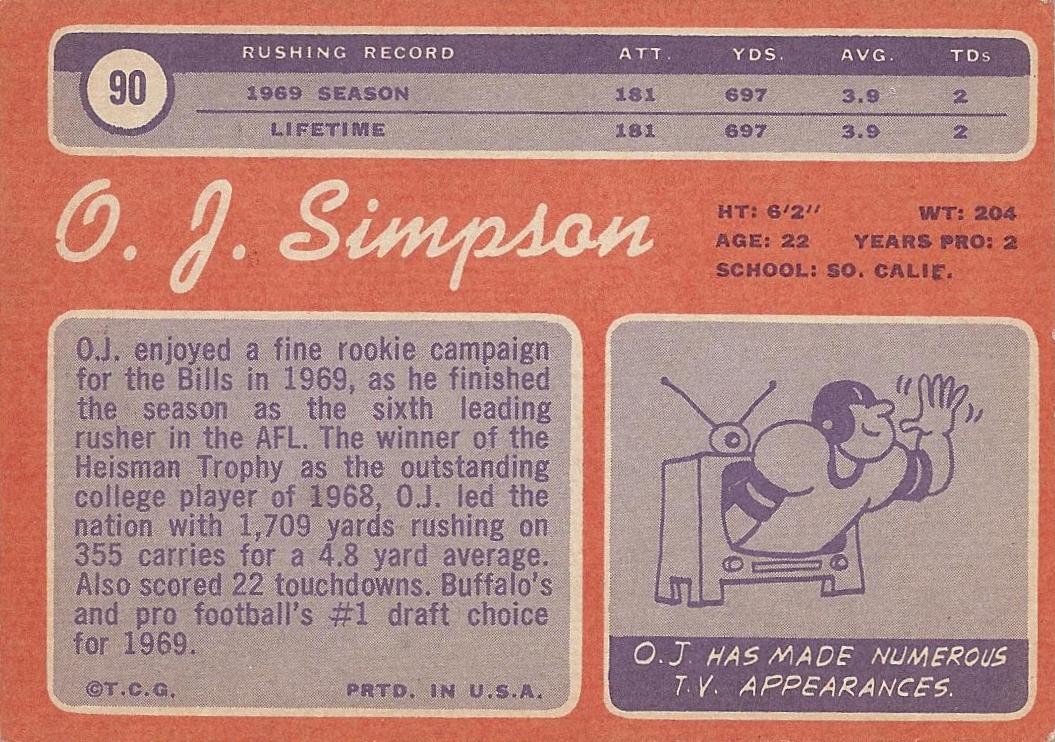 90
RUSHING RECORD ATT. YDS. AVG. TDs
1969 SEASON 181 697 3.9 2
LIFETIME 181 697 3.9 2
O. J. Simpson
HT: 6'2" WT: 204
AGE: 22 YEARS PRO: 2
SCHOOL: SO. CALIF.
O.J. enjoyed a fine rookie campaign
for the Bills in 1969, as he finished
the season as the sixth leading
rusher in the AFL. The winner of the
Heisman Trophy as the outstanding
college player of 1968, O.J. led the
nation with 1,709 yards rushing on
355 carries for a 4.8 yard average.
Also scored 22 touchdowns. Buffalo's
and pro football's #1 draft choice
for 1969.
©T.C.G. PRTD. IN U.S.A.
O.J. HAS MADE NUMEROUS
T.V. APPEARANCES.